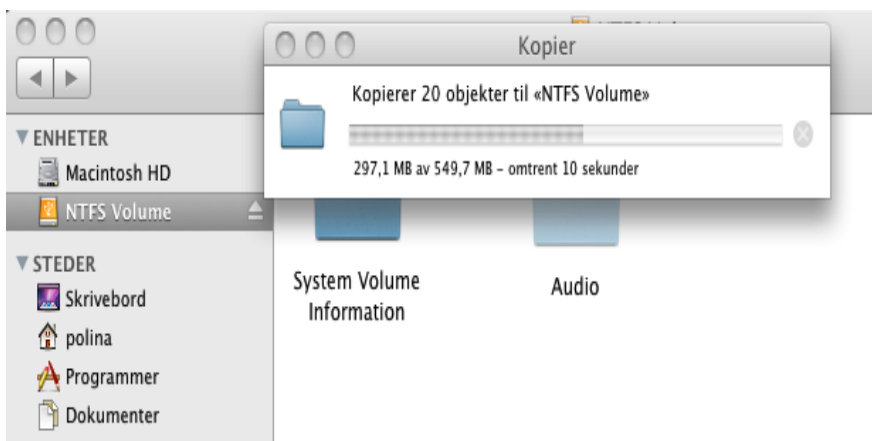 Kopier
Kopierer 20 objekter til «NTFS Volume»
297,1 MB av 549,7 MB – omtrent 10 sekunder
ENHETER
Macintosh HD
NTFS Volume
STEDER
Skrivebord
polina
Programmer
Dokumenter
System Volume
Information
Audio